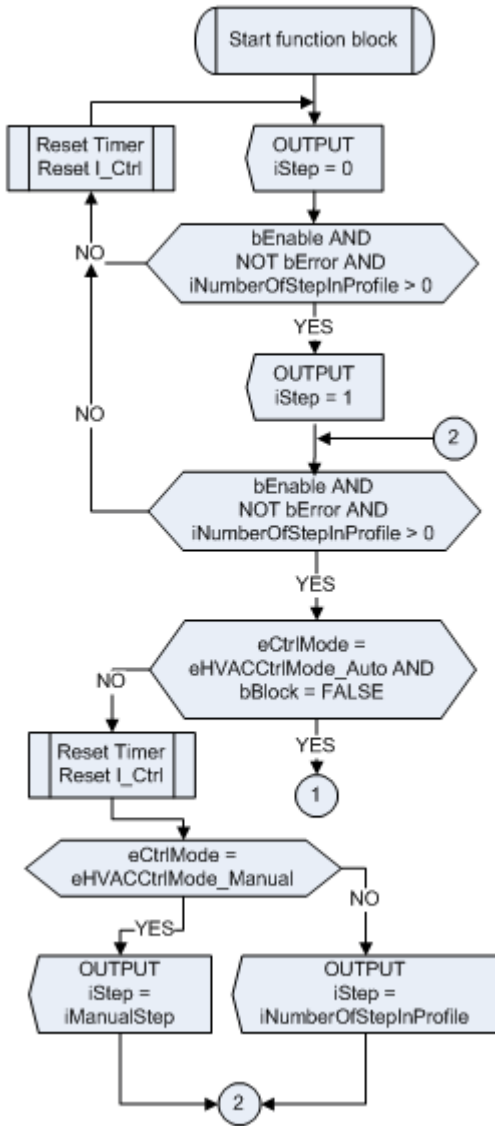 Start function block
Reset Timer
Reset I_Ctrl
OUTPUT
iStep = 0
NO
bEnable AND
NOT bError AND
iNumberOfStepInProfile > 0
YES
OUTPUT
iStep = 1
NO
2
bEnable AND
NOT bError AND
iNumberOfStepInProfile > 0
YES
eCtrlMode =
eHVACCtrlMode_Auto AND
bBlock = FALSE
NO
YES
Reset Timer
Reset I_Ctrl
1
eCtrlMode =
eHVACCtrlMode_Manual
NO
YES
OUTPUT
iStep =
iManualStep
OUTPUT
iStep =
iNumberOfStepInProfile
2